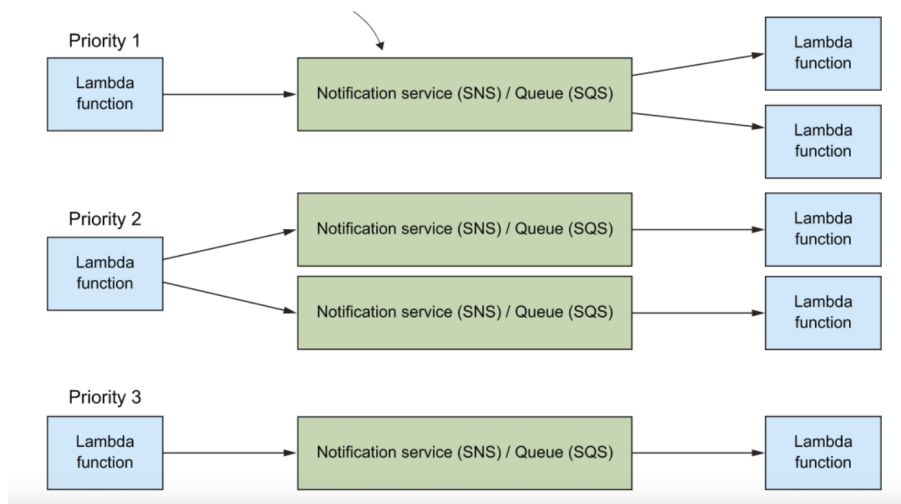 Priority 1
Lambda
function
Notification service (SNS) / Queue (SQS)
Lambda
function
Lambda
function
Priority 2
Lambda
function
Notification service (SNS) / Queue (SQS)
Lambda
function
Notification service (SNS) / Queue (SQS)
Lambda
function
Priority 3
Lambda
function
Notification service (SNS) / Queue (SQS)
Lambda
function